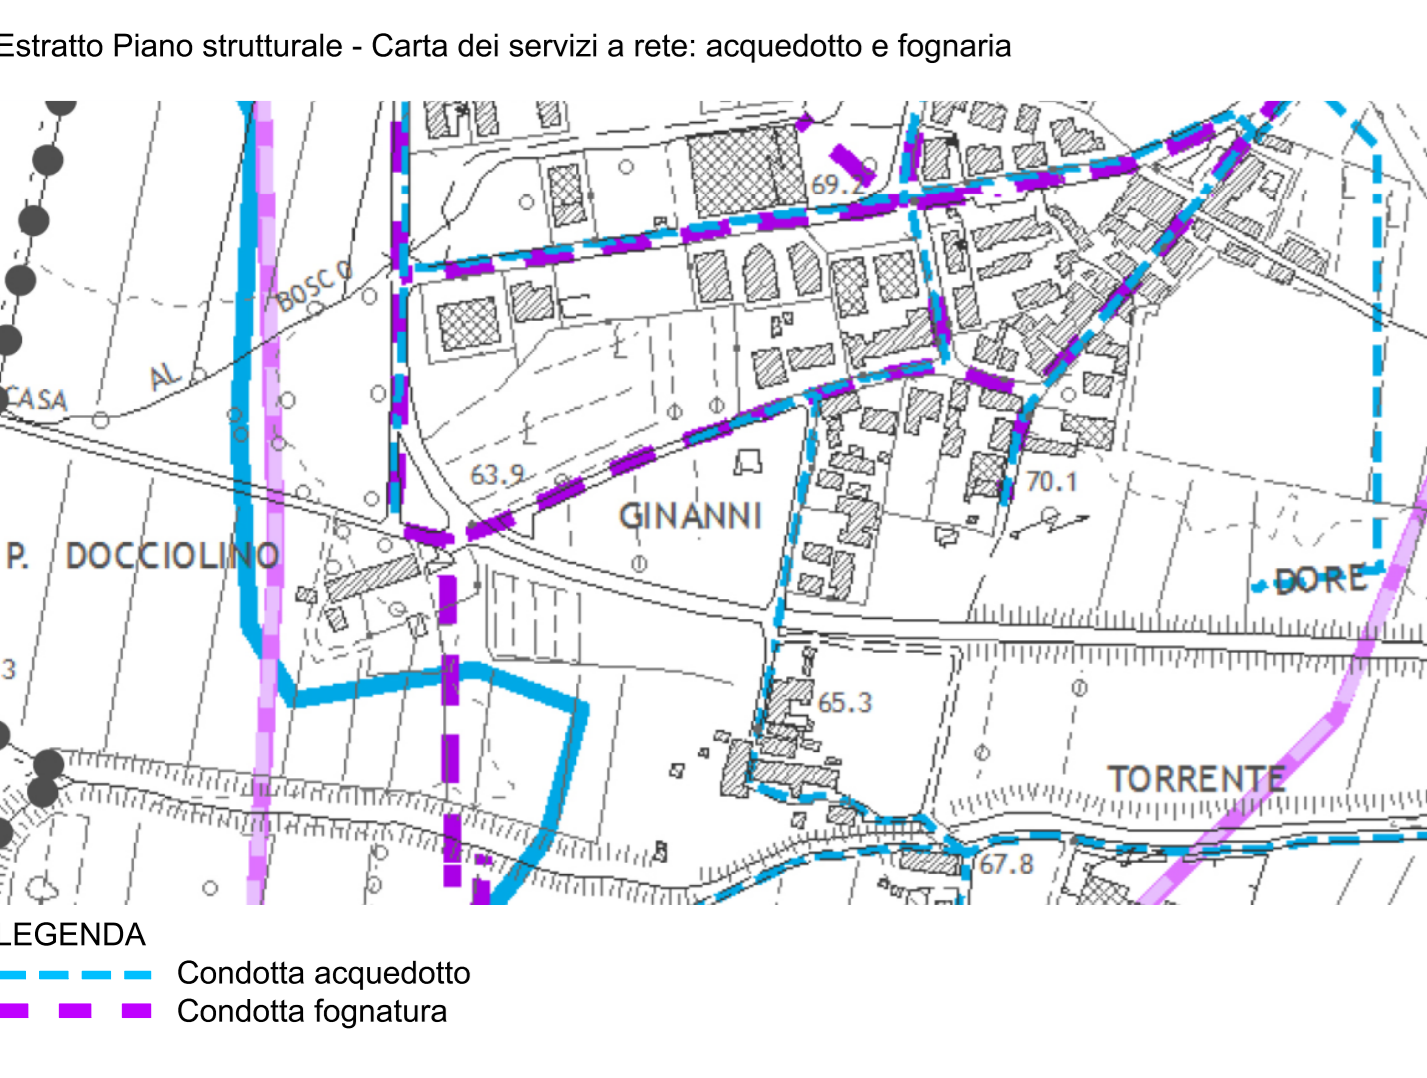 Estratto Piano strutturale - Carta dei servizi a rete: acquedotto e fognaria
69.2
BOSCO
AL
CASA
63.9
70.1
GINANNI
P. DOCCIOLINO
DORE
3
65.3
TORRENTE
67.8
LEGENDA
Condotta acquedotto
Condotta fognatura